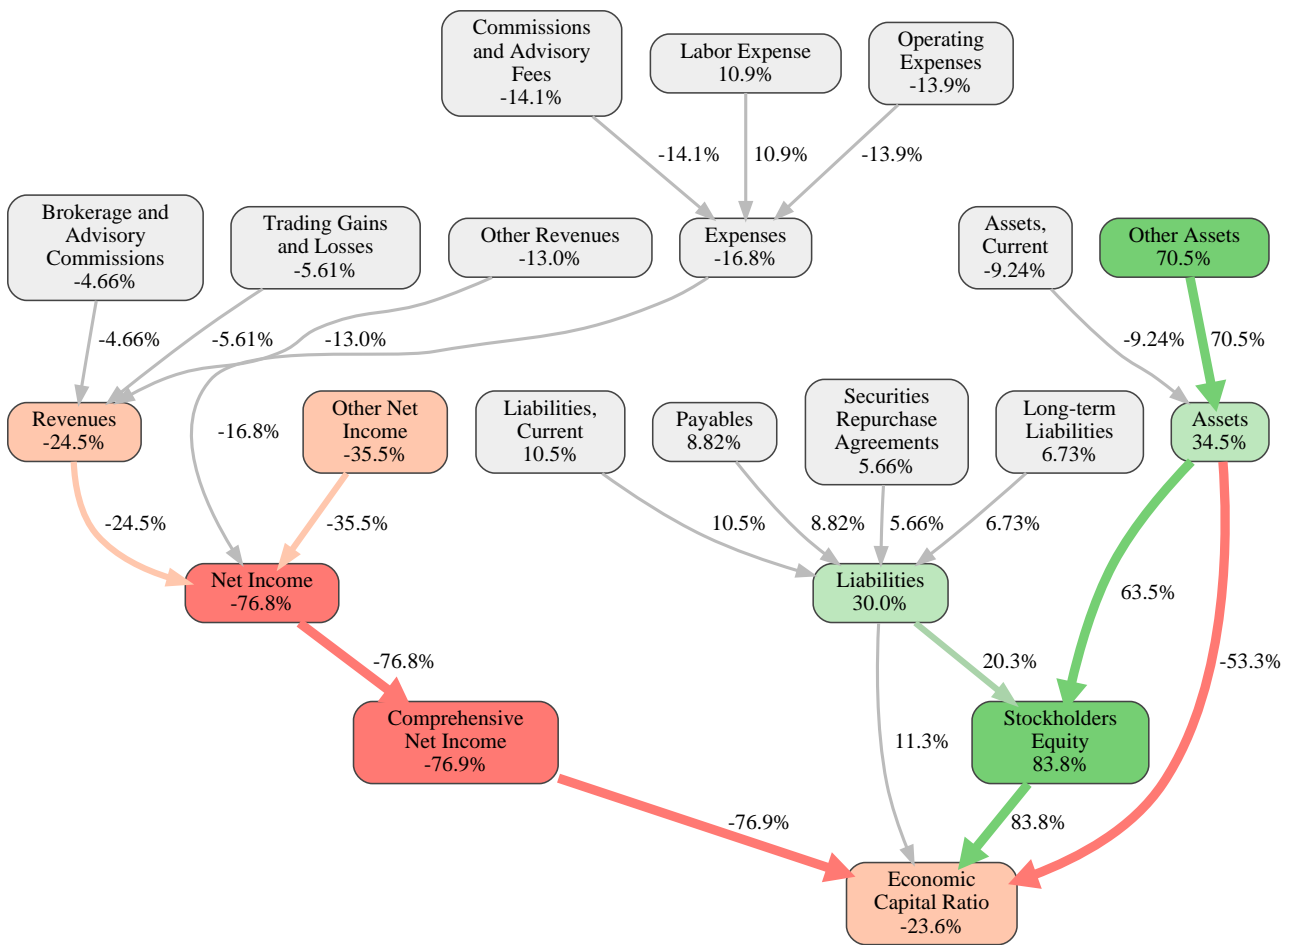 Commissions
and Advisory
Fees
-14.1%
Labor Expense
10.9%
Operating
Expenses
-13.9%
-14.1%
10.9%
-13.9%
Brokerage and
Advisory
Commissions
-4.66%
Trading Gains
and Losses
-5.61%
Other Revenues
-13.0%
Expenses
-16.8%
Assets,
Current
-9.24%
Other Assets
70.5%
-4.66%
-5.61%
-13.0%
-9.24%
70.5%
Revenues
-24.5%
-16.8%
Other Net
Income
-35.5%
Liabilities,
Current
10.5%
Payables
8.82%
Securities
Repurchase
Agreements
5.66%
Long-term
Liabilities
6.73%
Assets
34.5%
-24.5%
-35.5%
10.5%
8.82%
5.66%
6.73%
Net Income
-76.8%
Liabilities
30.0%
63.5%
-76.8%
20.3%
-53.3%
Comprehensive
Net Income
-76.9%
11.3%
Stockholders
Equity
83.8%
-76.9%
83.8%
Economic
Capital Ratio
-23.6%